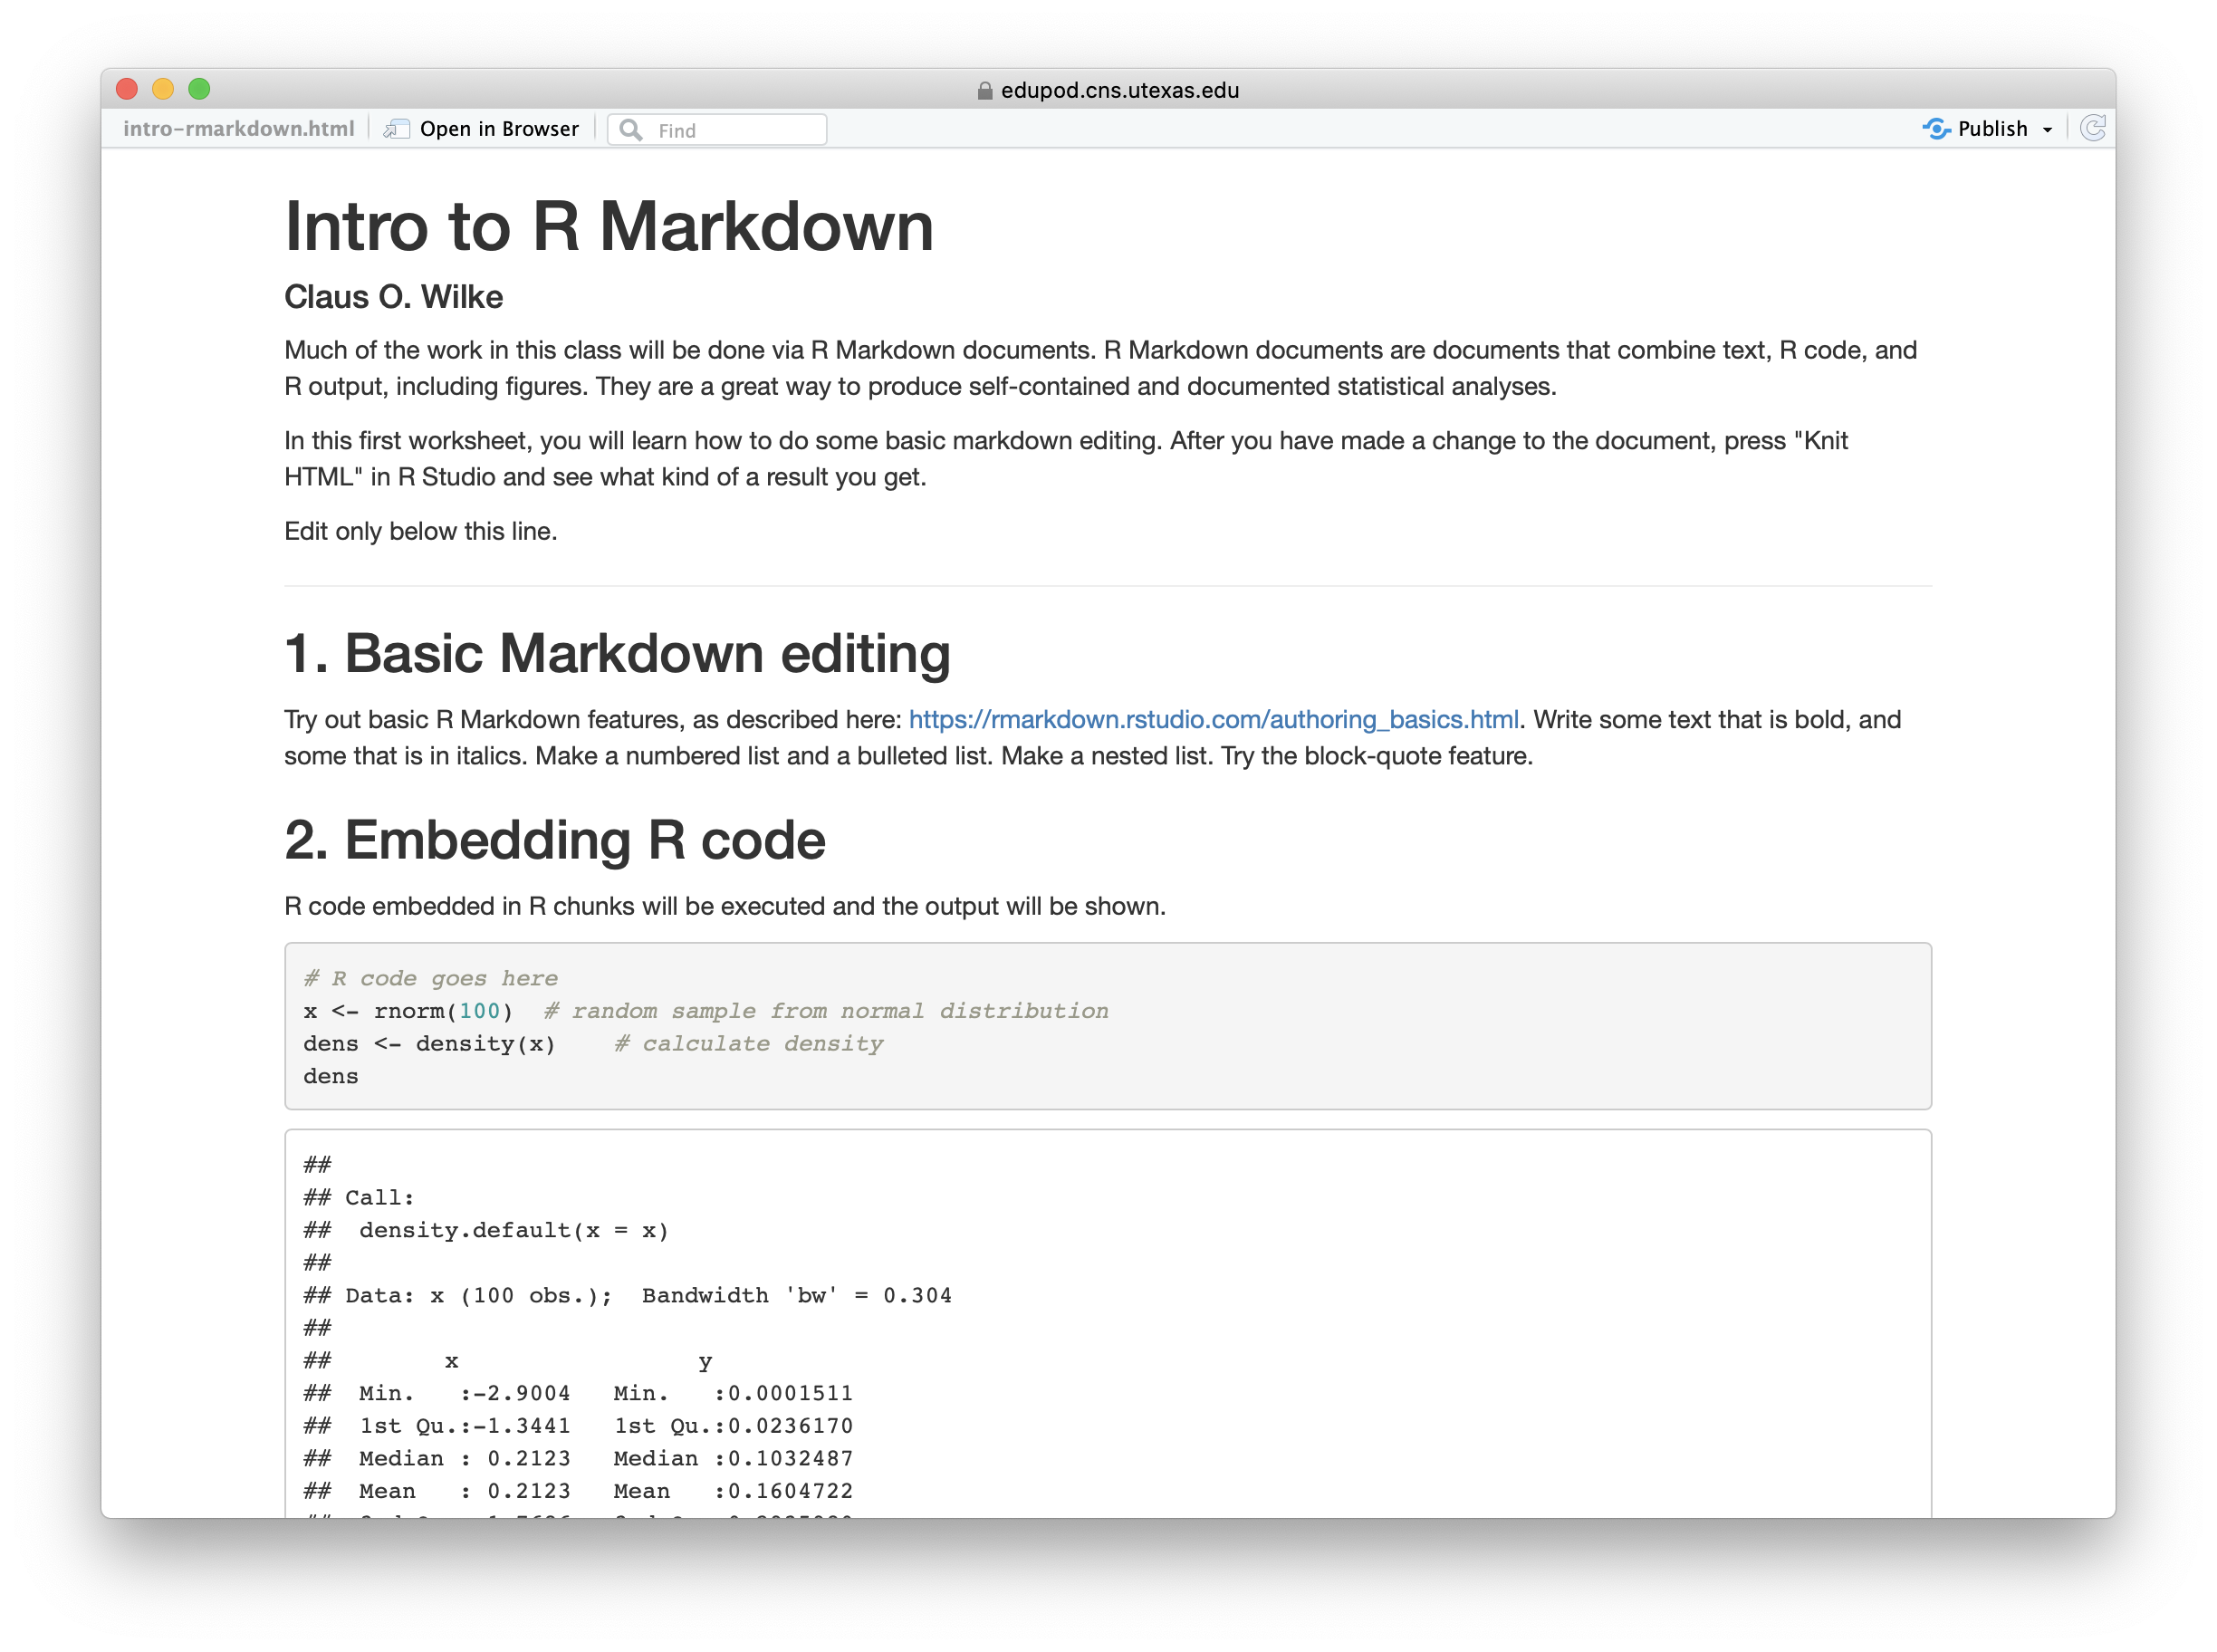 edupod.cns.utexas.edu
intro-rmarkdown.html Open in Browser Find Publish
Intro to R Markdown
Claus O. Wilke
Much of the work in this class will be done via R Markdown documents. R Markdown documents are documents that combine text, R code, and
R output, including figures. They are a great way to produce self-contained and documented statistical analyses.
In this first worksheet, you will learn how to do some basic markdown editing. After you have made a change to the document, press "Knit
HTML" in R Studio and see what kind of a result you get.
Edit only below this line.
1. Basic Markdown editing
Try out basic R Markdown features, as described here: https://rmarkdown.rstudio.com/authoring_basics.html. Write some text that is bold, and
some that is in italics. Make a numbered list and a bulleted list. Make a nested list. Try the block-quote feature.
2. Embedding R code
R code embedded in R chunks will be executed and the output will be shown.
# R code goes here
x <- rnorm(100)  # random sample from normal distribution
dens <- density(x)    # calculate density
dens
##
## Call:
##  density.default(x = x)
##
## Data: x (100 obs.);  Bandwidth 'bw' = 0.304
##
##        x                 y
##  Min.   :-2.9004   Min.   :0.0001511
##  1st Qu.:-1.3441   1st Qu.:0.0236170
##  Median : 0.2123   Median :0.1032487
##  Mean   : 0.2123   Mean   :0.1604722